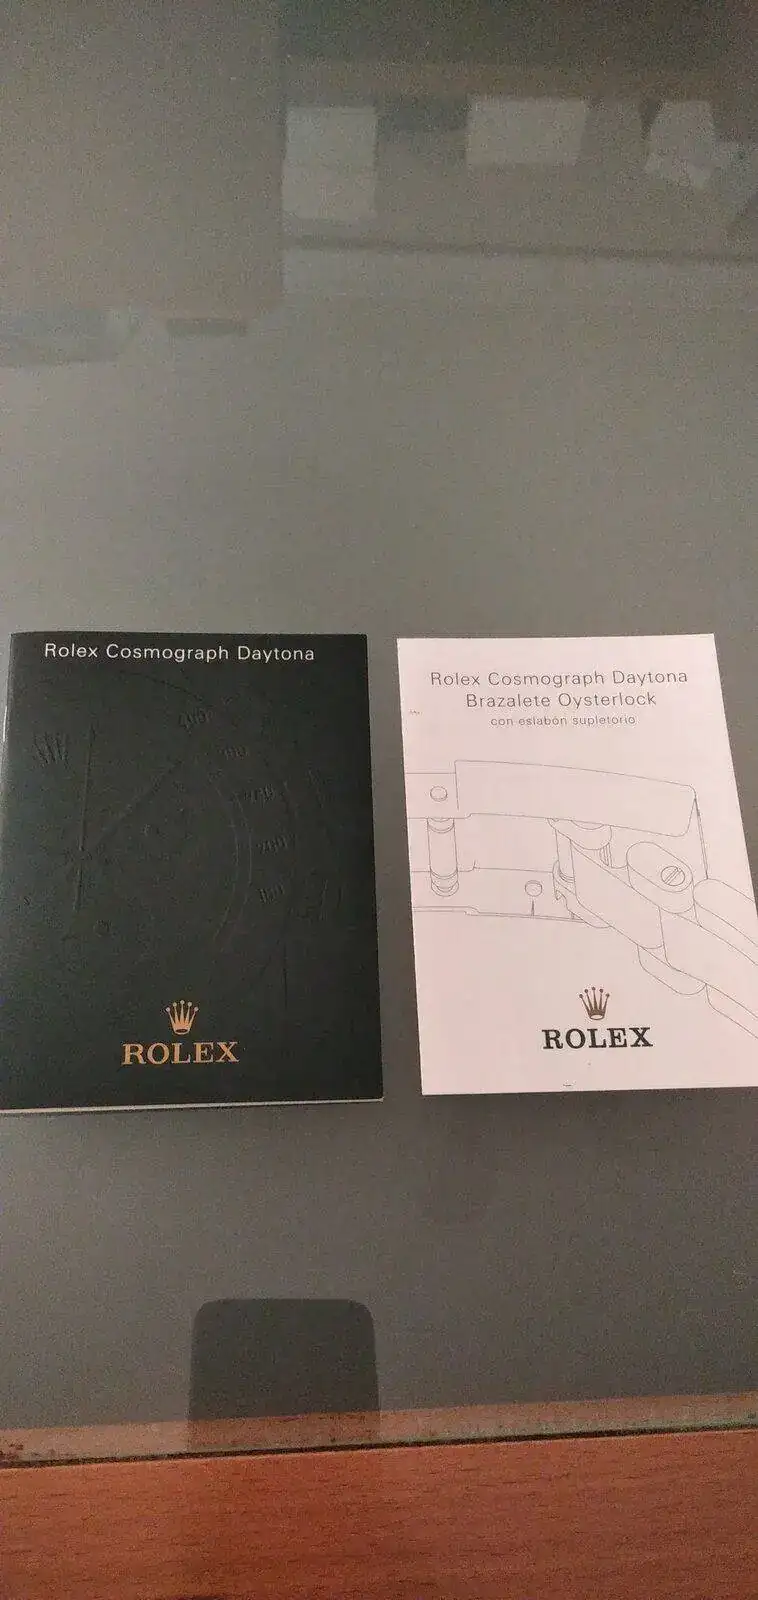 Rolex Cosmograph Daytona
ROLEX
Rolex Cosmograph Daytona
Brazalete Oysterlock
con eslabón supletorio
ROLEX